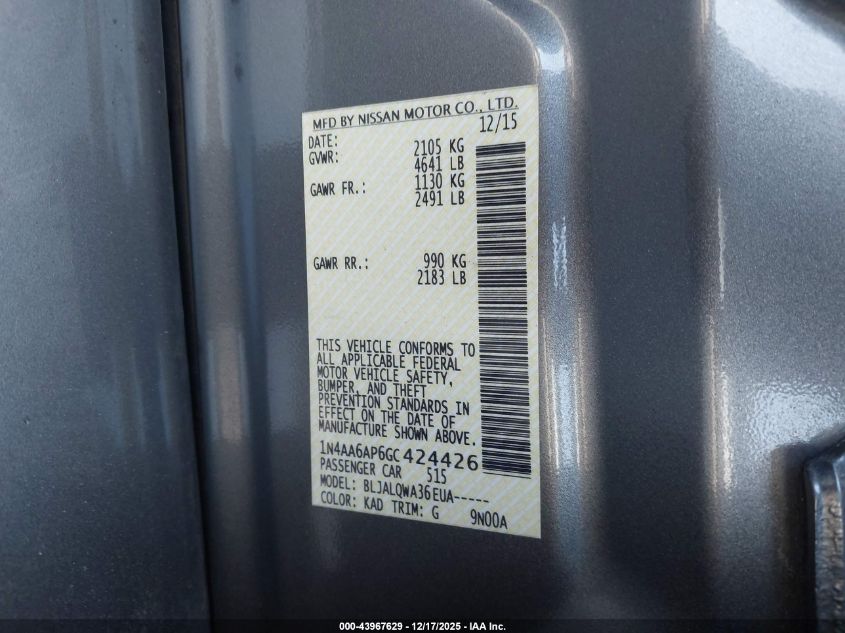 MFD BY NISSAN MOTOR CO., LTD.
DATE: 12/15
GVWR: 2105 KG
4641 LB
GAWR FR.: 1130 KG
2491 LB
GAWR RR.: 990 KG
2183 LB
THIS VEHICLE CONFORMS TO
ALL APPLICABLE FEDERAL
MOTOR VEHICLE SAFETY,
BUMPER, AND THEFT
PREVENTION STANDARDS IN
EFFECT ON THE DATE OF
MANUFACTURE SHOWN ABOVE.
1N4AA6AP6GC424426
PASSENGER CAR 515
MODEL: BLJALQWA36EUA-----
COLOR: KAD TRIM: G 9N00A
000-43967629 - 12/17/2025 - IAA Inc.